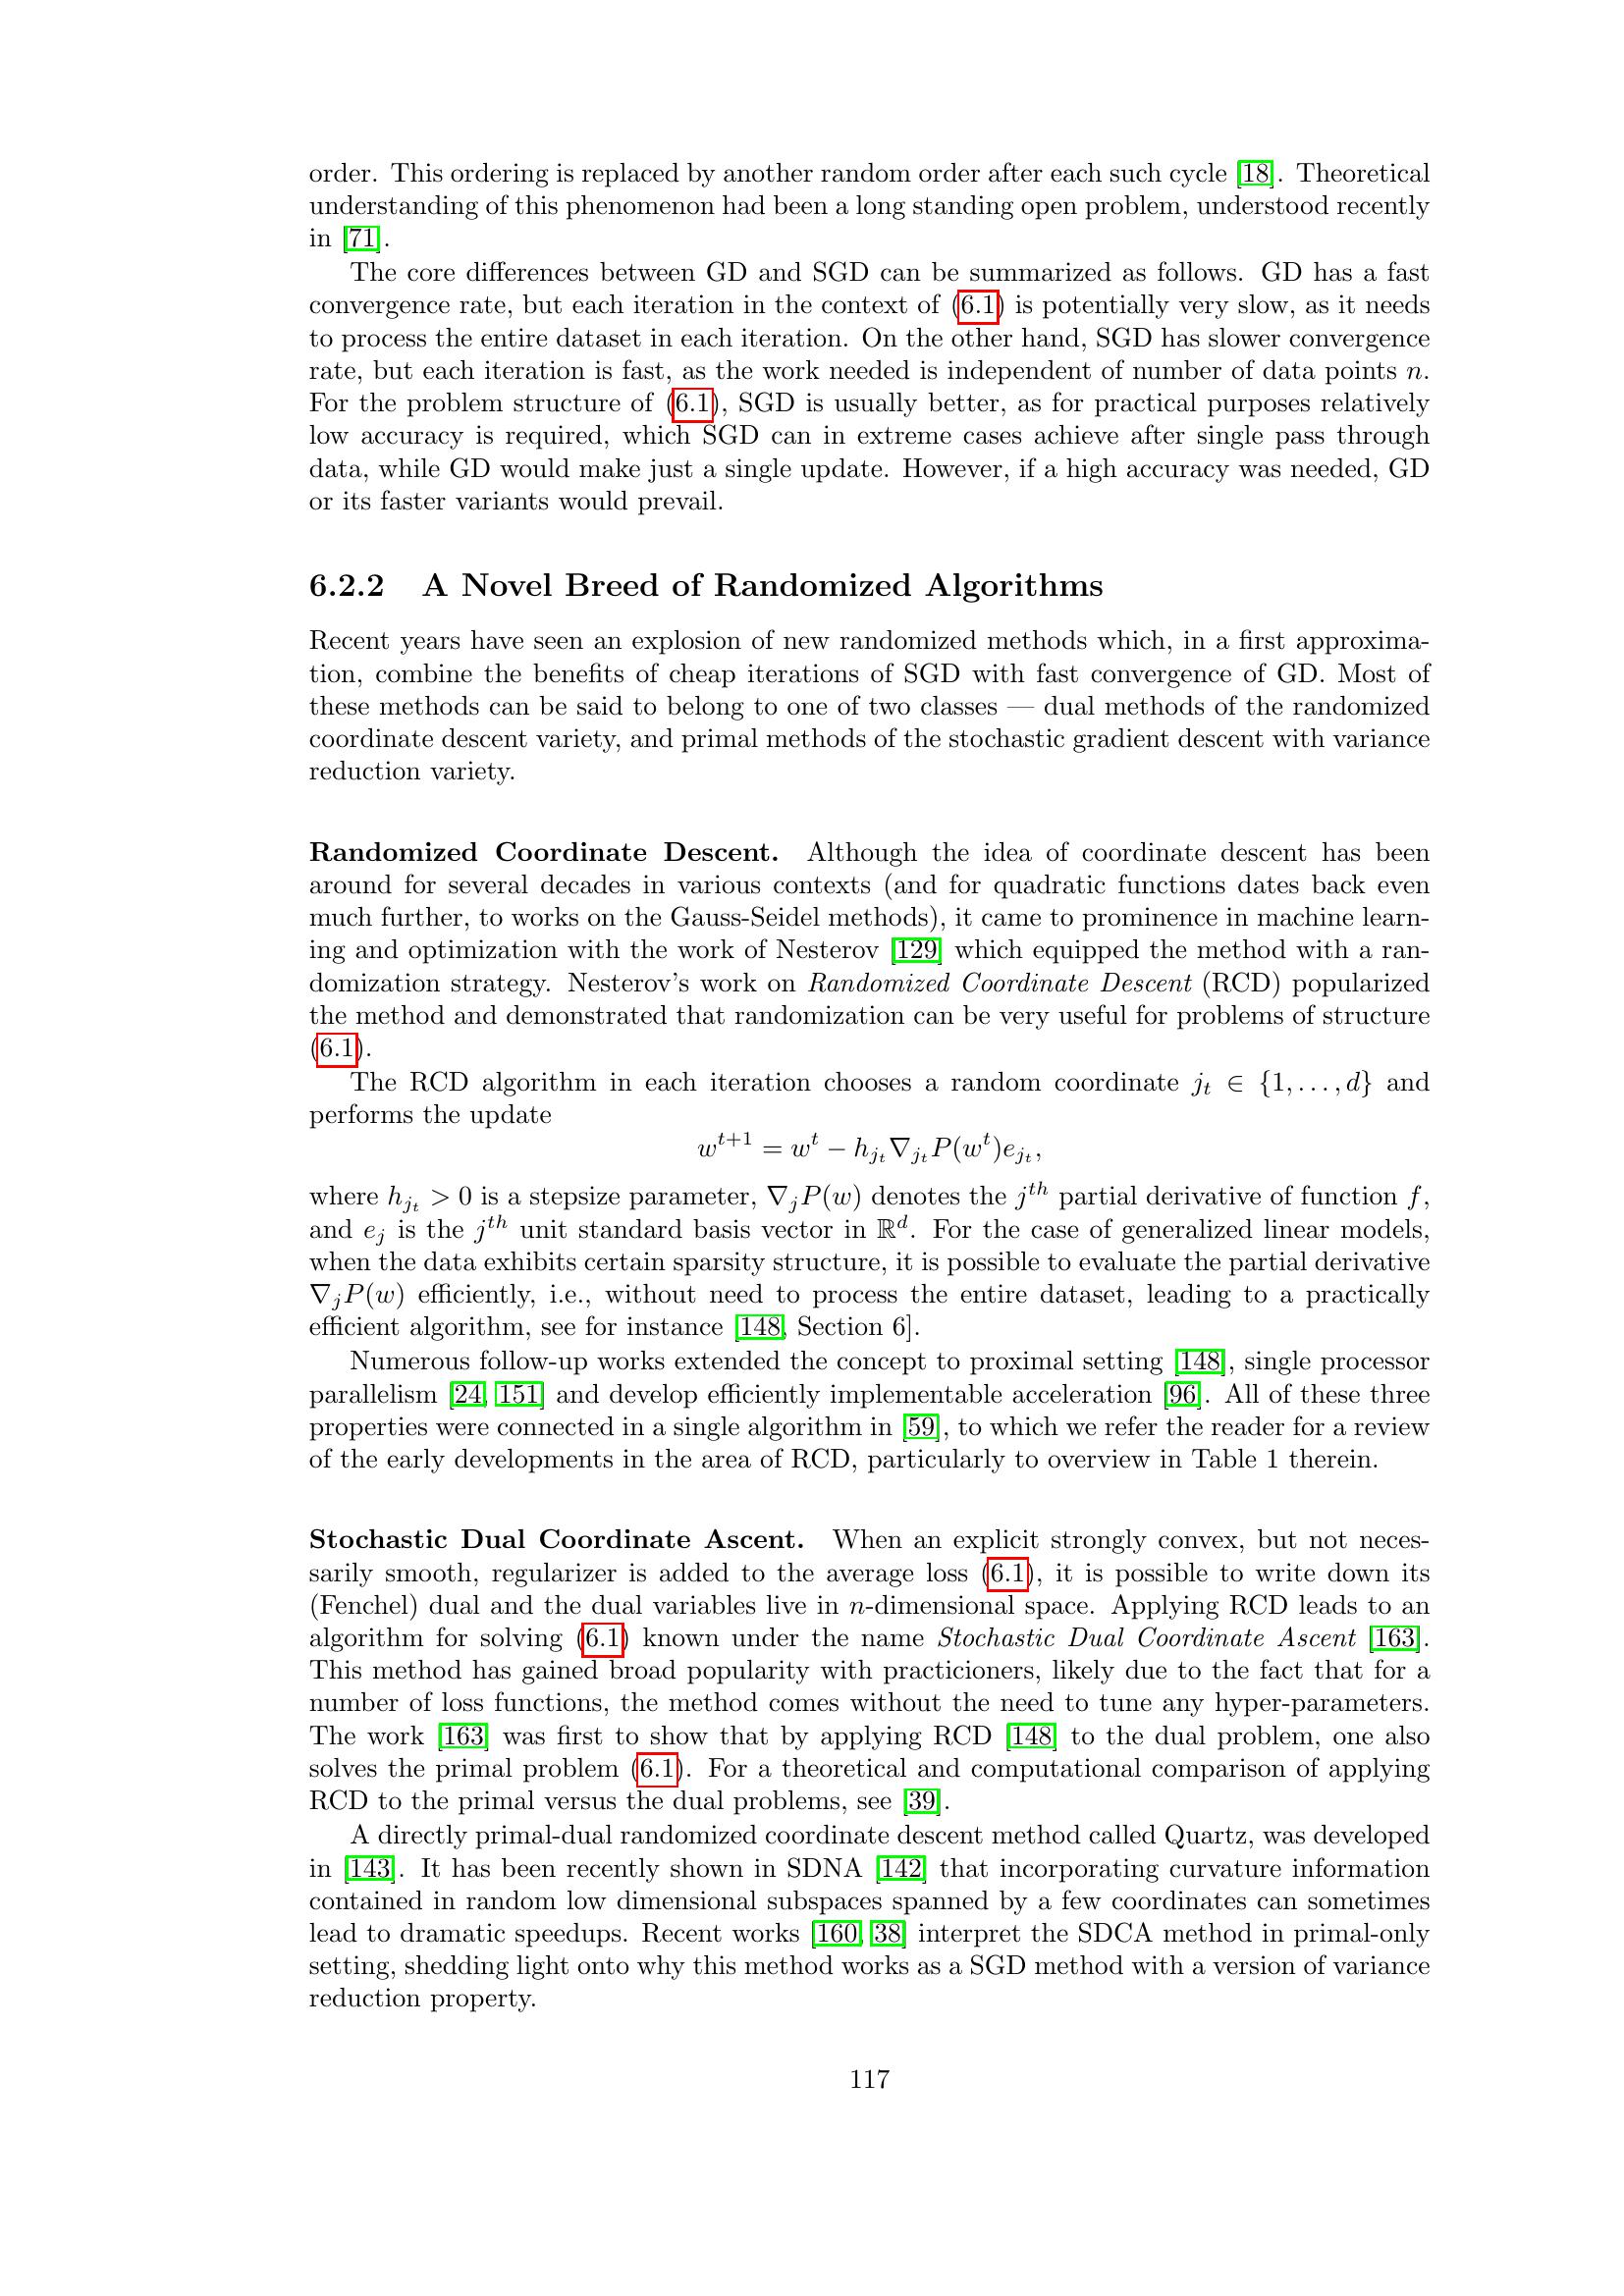 order. This ordering is replaced by another random order after each such cycle [18]. Theoretical
understanding of this phenomenon had been a long standing open problem, understood recently
in [71].
The core differences between GD and SGD can be summarized as follows. GD has a fast
convergence rate, but each iteration in the context of (6.1) is potentially very slow, as it needs
to process the entire dataset in each iteration. On the other hand, SGD has slower convergence
rate, but each iteration is fast, as the work needed is independent of number of data points n.
For the problem structure of (6.1), SGD is usually better, as for practical purposes relatively
low accuracy is required, which SGD can in extreme cases achieve after single pass through
data, while GD would make just a single update. However, if a high accuracy was needed, GD
or its faster variants would prevail.
6.2.2 A Novel Breed of Randomized Algorithms
Recent years have seen an explosion of new randomized methods which, in a first approxima-
tion, combine the benefits of cheap iterations of SGD with fast convergence of GD. Most of
these methods can be said to belong to one of two classes — dual methods of the randomized
coordinate descent variety, and primal methods of the stochastic gradient descent with variance
reduction variety.
Randomized Coordinate Descent. Although the idea of coordinate descent has been
around for several decades in various contexts (and for quadratic functions dates back even
much further, to works on the Gauss-Seidel methods), it came to prominence in machine learn-
ing and optimization with the work of Nesterov [129] which equipped the method with a ran-
domization strategy. Nesterov's work on Randomized Coordinate Descent (RCD) popularized
the method and demonstrated that randomization can be very useful for problems of structure
(6.1).
The RCD algorithm in each iteration chooses a random coordinate $j_t \in \{1, \ldots, d\}$ and
performs the update
$w^{t+1} = w^t - h_{j_t} \nabla_{j_t} P(w^t) e_{j_t},$
where $h_{j_t} > 0$ is a stepsize parameter, $\nabla_j P(w)$ denotes the $j^{th}$ partial derivative of function $f$,
and $e_j$ is the $j^{th}$ unit standard basis vector in $\mathbb{R}^d$. For the case of generalized linear models,
when the data exhibits certain sparsity structure, it is possible to evaluate the partial derivative
$\nabla_j P(w)$ efficiently, i.e., without need to process the entire dataset, leading to a practically
efficient algorithm, see for instance [148, Section 6].
Numerous follow-up works extended the concept to proximal setting [148], single processor
parallelism [24, 151] and develop efficiently implementable acceleration [96]. All of these three
properties were connected in a single algorithm in [59], to which we refer the reader for a review
of the early developments in the area of RCD, particularly to overview in Table 1 therein.
Stochastic Dual Coordinate Ascent. When an explicit strongly convex, but not neces-
sarily smooth, regularizer is added to the average loss (6.1), it is possible to write down its
(Fenchel) dual and the dual variables live in n-dimensional space. Applying RCD leads to an
algorithm for solving (6.1) known under the name Stochastic Dual Coordinate Ascent [163].
This method has gained broad popularity with practicioners, likely due to the fact that for a
number of loss functions, the method comes without the need to tune any hyper-parameters.
The work [163] was first to show that by applying RCD [148] to the dual problem, one also
solves the primal problem (6.1). For a theoretical and computational comparison of applying
RCD to the primal versus the dual problems, see [39].
A directly primal-dual randomized coordinate descent method called Quartz, was developed
in [143]. It has been recently shown in SDNA [142] that incorporating curvature information
contained in random low dimensional subspaces spanned by a few coordinates can sometimes
lead to dramatic speedups. Recent works [160, 38] interpret the SDCA method in primal-only
setting, shedding light onto why this method works as a SGD method with a version of variance
reduction property.
117